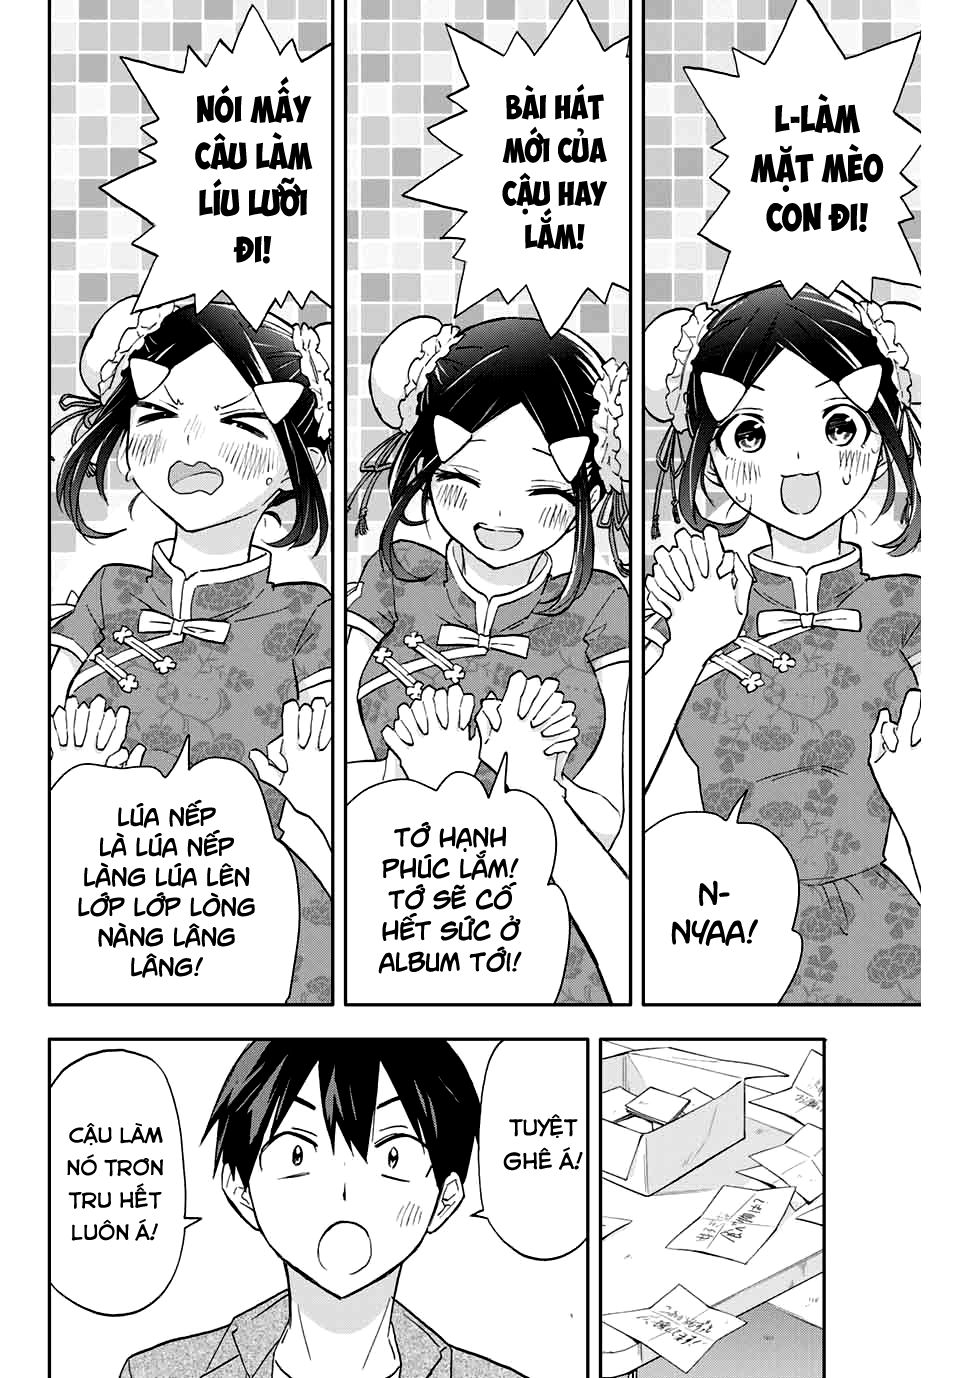 L-LÀM
MẶT MÈO
CON ĐI!
N-
NYAA!
BÀI HÁT
MỚI CỦA
CẬU HAY
LẮM!
TỚ HẠNH
PHÚC LẮM!
TỚ SẼ CỐ
HẾT SỨC Ở
ALBUM TỚI!
NÓI MẤY
CÂU LÀM
LÍU LƯỠI
ĐI!
LÚA NẾP
LÀ LÚA NẾP
LÀNG LÚA LÊN
LỚP LỚP LÒNG
NÀNG LÂNG
LÂNG!
TUYỆT
GHÊ Á!
CẬU LÀM
NÓ TRƠN
TRU HẾT
LUÔN Á!